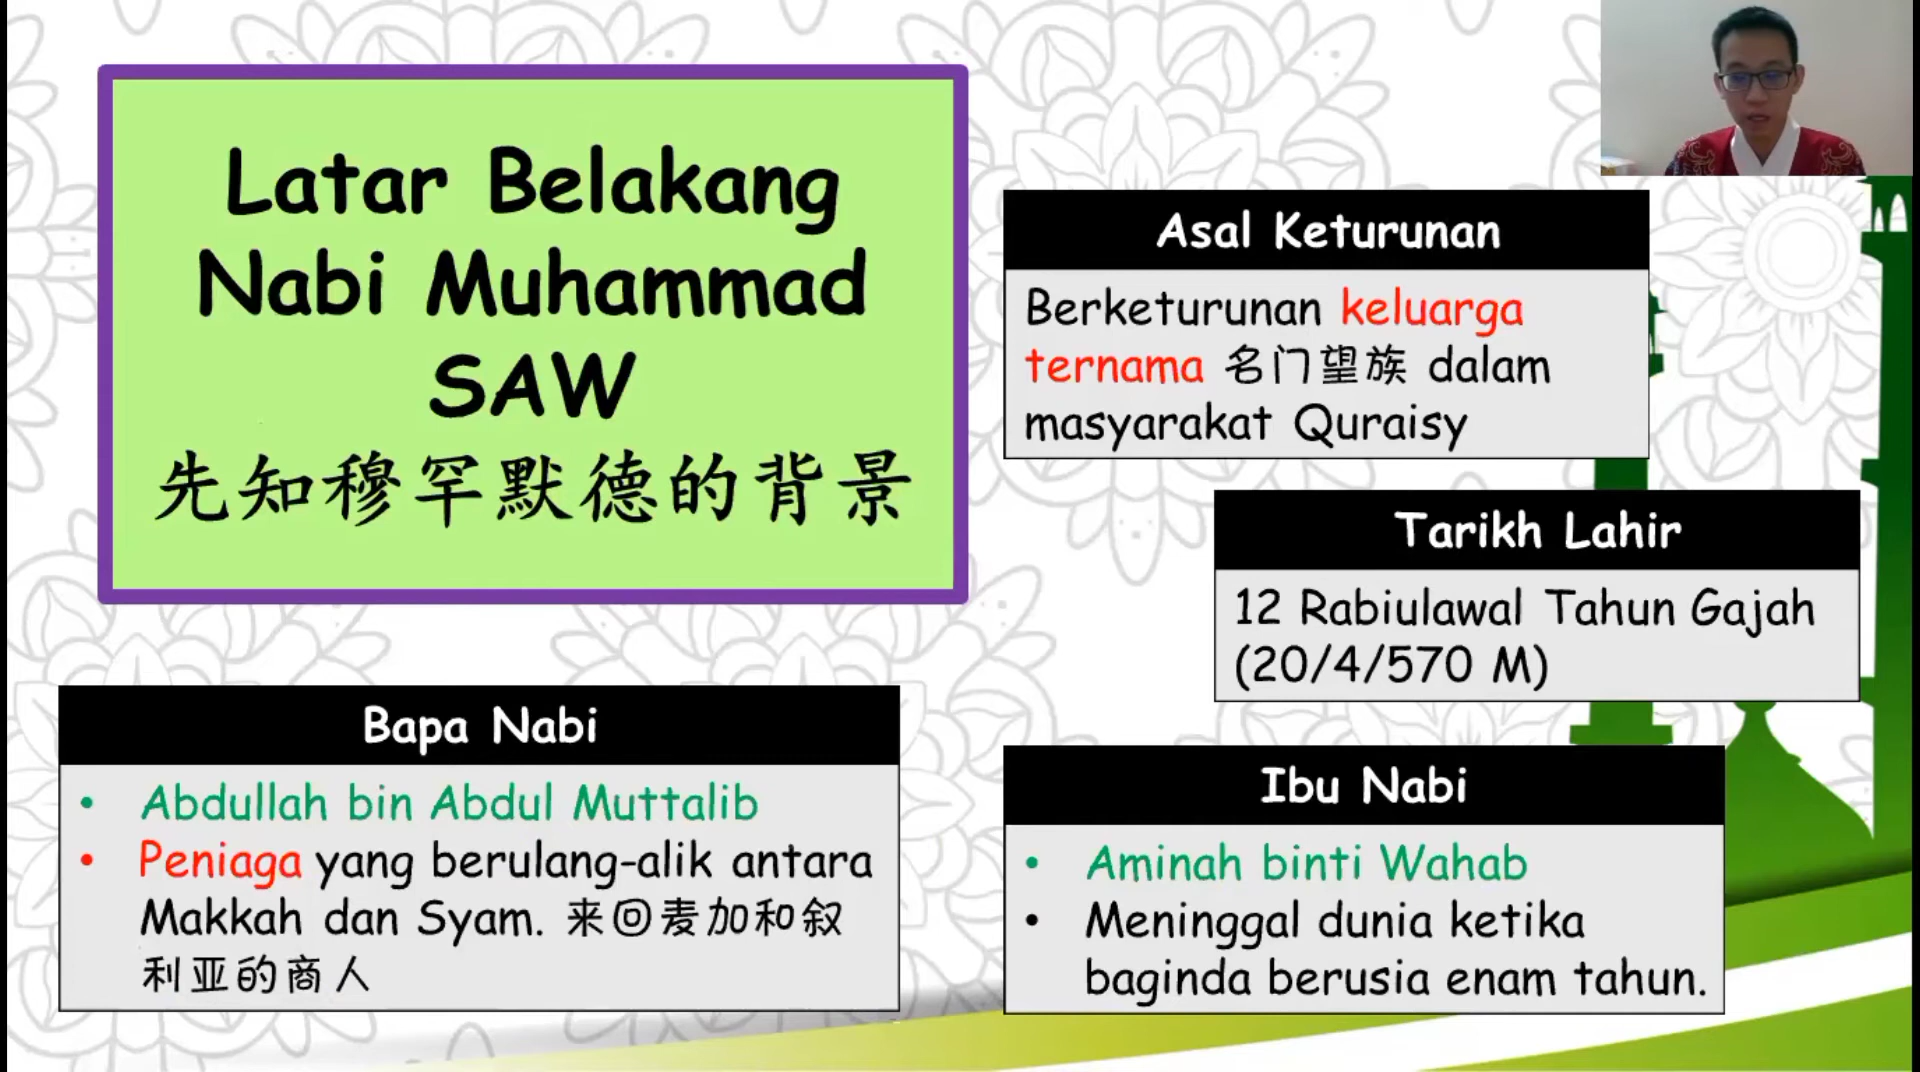 Latar Belakang
Nabi Muhammad
SAW
先知穆罕默德的背景
Asal Keturunan
Berketurunan keluarga
ternama 名门望族 dalam
masyarakat Quraisy
Tarikh Lahir
12 Rabiulawal Tahun Gajah
(20/4/570 M)
Bapa Nabi
• Abdullah bin Abdul Muttalib
• Peniaga yang berulang-alik antara
Makkah dan Syam. 来回麦加和叙
利亚的商人
Ibu Nabi
• Aminah binti Wahab
• Meninggal dunia ketika
baginda berusia enam tahun.